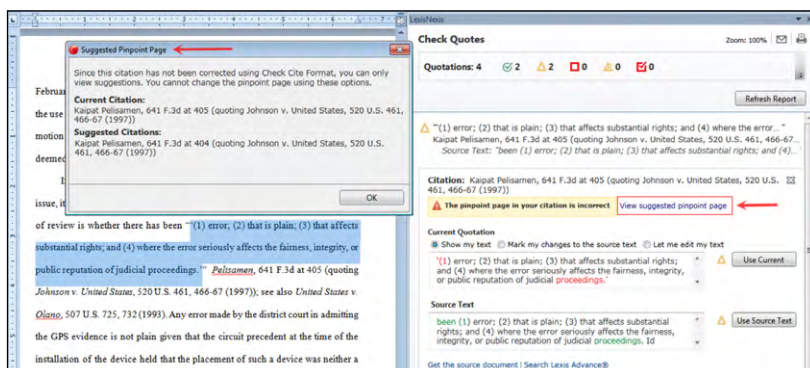 LexisNexis
Suggested Pinpoint Page
Since this citation has not been corrected using Check Cite Format, you can only
view suggestions. You cannot change the pinpoint page using these options.
Current Citation:
Kaipat Pelisamen, 641 F.3d at 405 (quoting Johnson v. United States, 520 U.S. 461,
466-67 (1997))
Suggested Citations:
Kaipat Pelisamen, 641 F.3d at 404 (quoting Johnson v. United States, 520 U.S.
461, 466-67 (1997))
OK
Februar
the use
motion
deemed
issue, it
of review is whether there has been "'(1) error; (2) that is plain; (3) that affects
substantial rights; and (4) where the error seriously affects the fairness, integrity, or
public reputation of judicial proceedings.'" Pelisamen, 641 F.3d at 405 (quoting
Johnson v. United States, 520 U.S. 461, 466-67 (1997)); see also United States v.
Olano, 507 U.S. 725, 732 (1993). Any error made by the district court in admitting
the GPS evidence is not plain given that the circuit precedent at the time of the
installation of the device held that the placement of such a device was neither a
Check Quotes
Zoom: 100%
Quotations: 4 2 2 0 0 0
Refresh Report
"'(1) error; (2) that is plain; (3) that affects substantial rights; and (4) where the error... "
Kaipat Pelisamen, 641 F.3d at 405 (quoting Johnson v. United States, 520 U.S. 461, 466-67 (1997))
Source Text: "been (1) error; (2) that is plain; (3) that affects substantial rights; and (4)...
Citation: Kaipat Pelisamen, 641 F.3d at 405 (quoting Johnson v. United States, 520 U.S.
461, 466-67 (1997))
The pinpoint page in your citation is incorrect View suggested pinpoint page
Current Quotation
Show my text Mark my changes to the source text Let me edit my text
'(1) error; (2) that is plain; (3) that affects substantial rights;
and (4) where the error seriously affects the fairness, integrity,
or public reputation of judicial proceedings.'
Use Current
Source Text
been (1) error; (2) that is plain; (3) that affects substantial
rights; and (4) where the error seriously affects the fairness,
integrity, or public reputation of judicial proceedings. Id
Use Source Text
Get the source document | Search Lexis Advance®